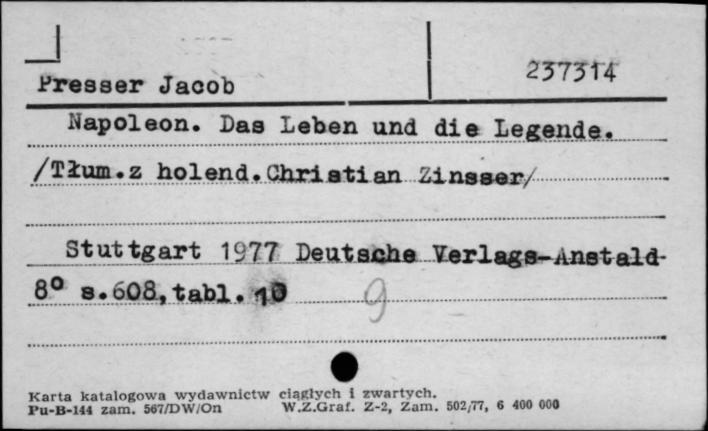 237314
Presser Jacob
Napoleon. Das Leben und die Legende.
/Tłum.z holend.Christian Zinsser/
Stuttgart 1977 Deutsche Verlags-Anstald-
8° s.608,tabl. 10
9
Karta katalogowa wydawnictw ciągłych i zwartych.
Pu-B-144 zam. 567/DW/On W.Z.Graf. Z-2, Zam. 502/77, 6 400 000